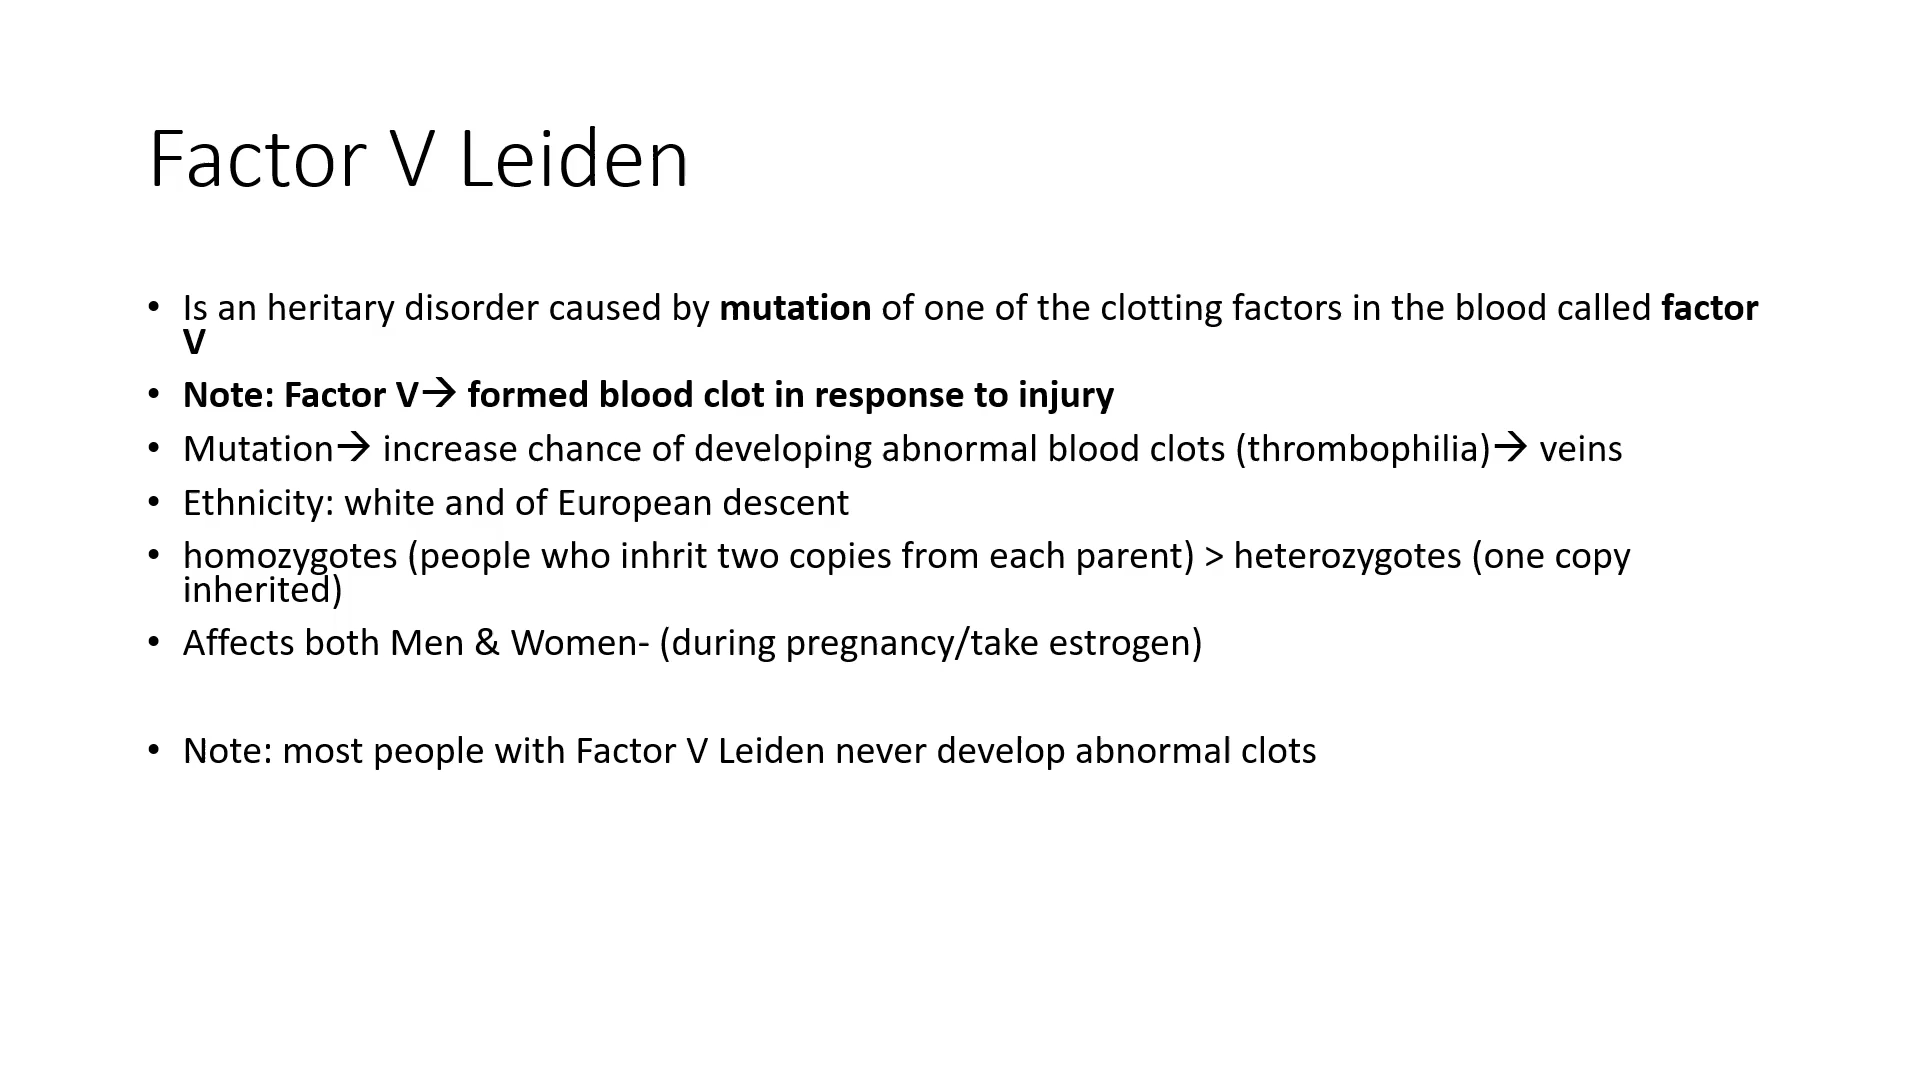 Factor V Leiden
• Is an heritary disorder caused by mutation of one of the clotting factors in the blood called factor
V
• Note: Factor V→ formed blood clot in response to injury
• Mutation→ increase chance of developing abnormal blood clots (thrombophilia)→ veins
• Ethnicity: white and of European descent
• homozygotes (people who inhrit two copies from each parent) > heterozygotes (one copy
inherited)
• Affects both Men & Women- (during pregnancy/take estrogen)
• Note: most people with Factor V Leiden never develop abnormal clots